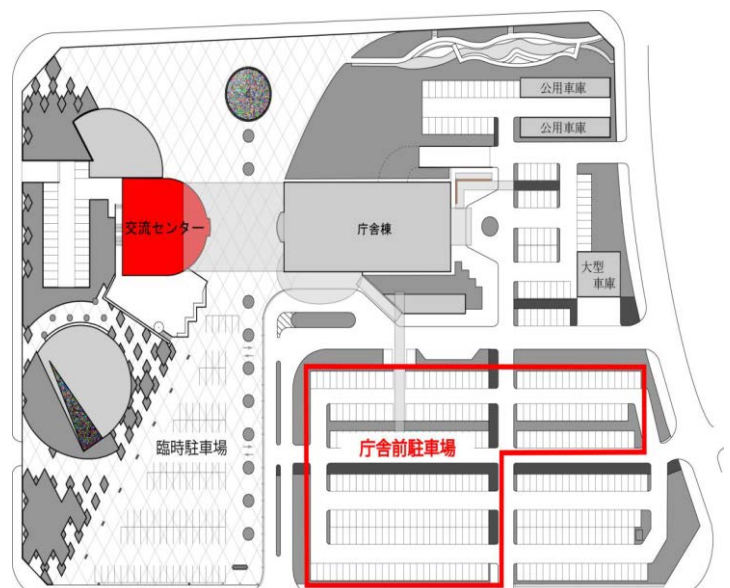 公用車庫
公用車庫
交流センター
庁舎棟
大型
車庫
臨時駐車場
庁舎前駐車場